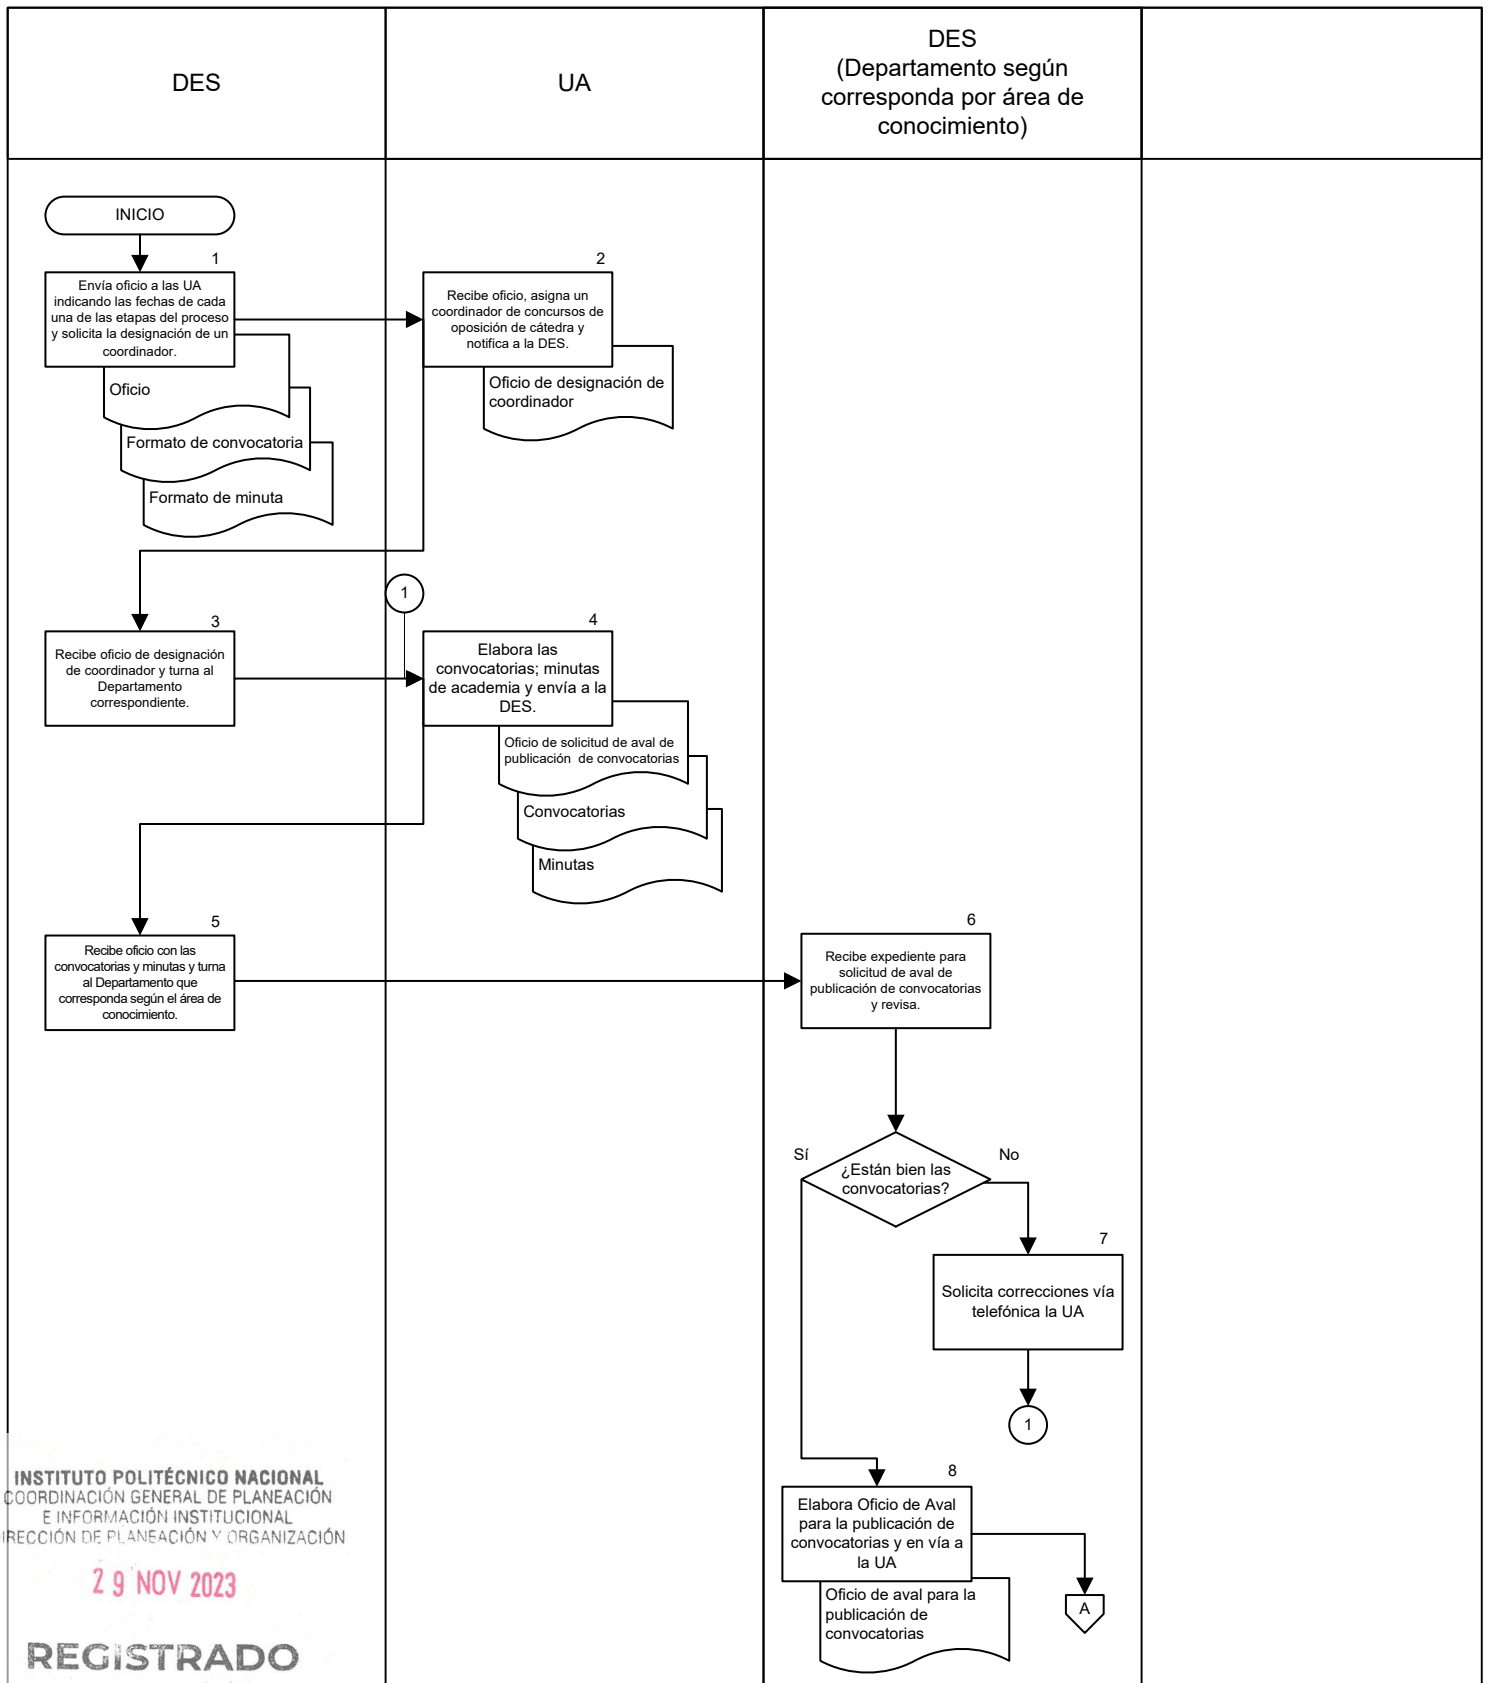 DES
UA
DES
(Departamento según
corresponda por área de
conocimiento)
INICIO
1
Envía oficio a las UA
indicando las fechas de cada
una de las etapas del proceso
y solicita la designación de un
coordinador.
Oficio
Formato de convocatoria
Formato de minuta
2
Recibe oficio, asigna un
coordinador de concursos de
oposición de cátedra y
notifica a la DES.
Oficio de designación de
coordinador
3
Recibe oficio de designación
de coordinador y turna al
Departamento
correspondiente.
1
4
Elabora las
convocatorias; minutas
de academia y envía a la
DES.
Oficio de solicitud de aval de
publicación de convocatorias
Convocatorias
Minutas
5
Recibe oficio con las
convocatorias y minutas y turna
al Departamento que
corresponda según el área de
conocimiento.
6
Recibe expediente para
solicitud de aval de
publicación de convocatorias
y revisa.
Sí
¿Están bien las
convocatorias?
No
7
Solicita correcciones vía
telefónica la UA
1
8
Elabora Oficio de Aval
para la publicación de
convocatorias y en vía a
la UA
Oficio de aval para la
publicación de
convocatorias
A
INSTITUTO POLITÉCNICO NACIONAL
COORDINACIÓN GENERAL DE PLANEACIÓN
E INFORMACIÓN INSTITUCIONAL
IRECCIÓN DE PLANEACIÓN Y ORGANIZACIÓN
29 NOV 2023
REGISTRADO